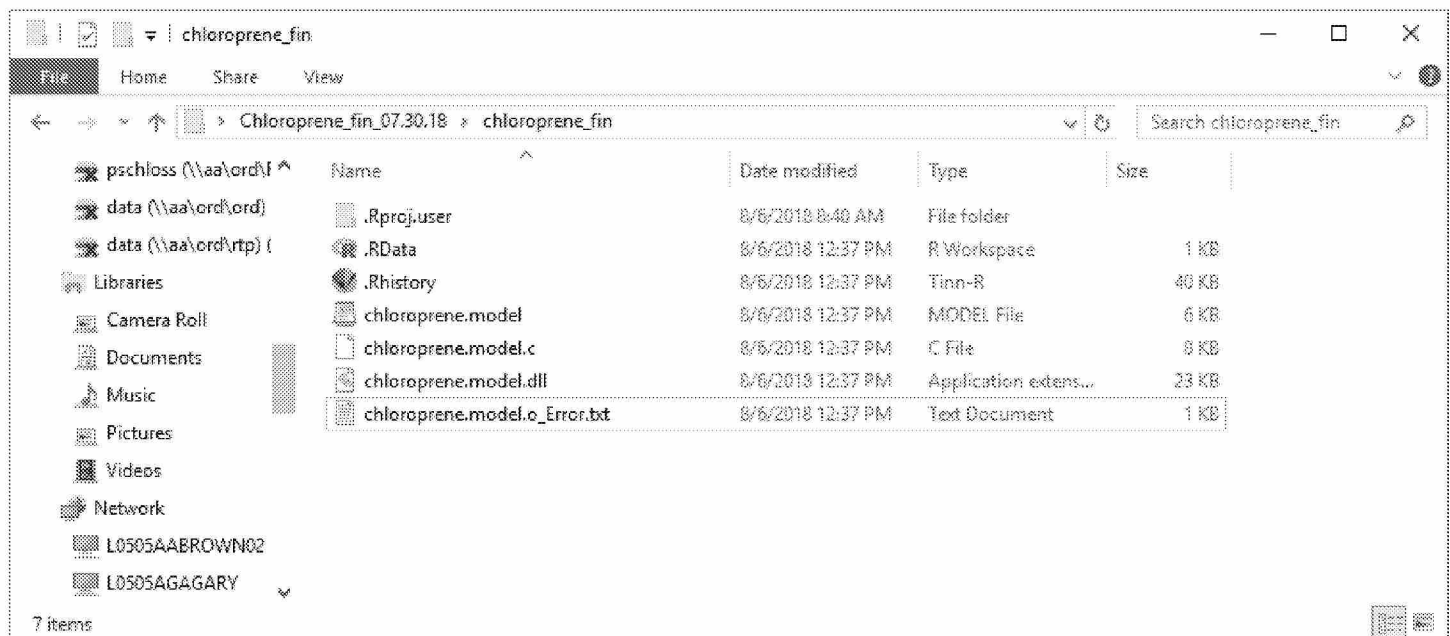 chloroprene_fin
File Home Share View
Chloroprene_fin_07.30.18 > chloroprene_fin Search chloroprene_fin
pschloss (\\aa\ord\
data (\\aa\ord\ord)
data (\\aa\ord\rtp) (
Libraries
Camera Roll
Documents
Music
Pictures
Videos
Network
L0505AABROWN02
L0505AGAGARY
Name Date modified Type Size
.Rproj.user 8/6/2018 8:40 AM File folder
.RData 8/6/2018 12:37 PM R Workspace 1 KB
.Rhistory 8/6/2018 12:37 PM Tinn-R 40 KB
chloroprene.model 8/6/2018 12:37 PM MODEL File 6 KB
chloroprene.model.c 8/6/2018 12:37 PM C File 8 KB
chloroprene.model.dll 8/6/2018 12:37 PM Application extens... 23 KB
chloroprene.model.o_Error.txt 8/6/2018 12:37 PM Text Document 1 KB
7 items